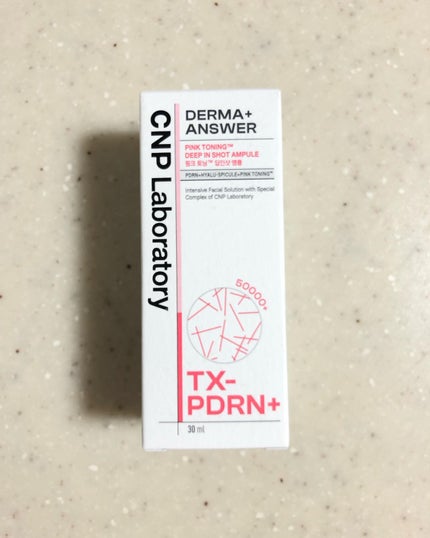 CNP Laboratory
DERMA+
ANSWER
PINK TONING™
DEEP IN SHOT AMPULE
핑크 토닝™ 딥인샷 앰플
PDRN+HYALU-SPICULE+PINK TONING™
Intensive Facial Solution with Special
Complex of CNP Laboratory
50000+
TX-
PDRN+
30 ml